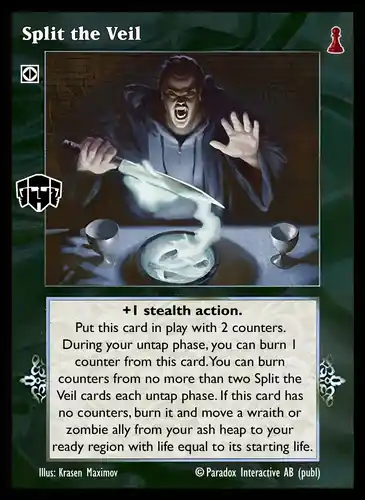 Split the Veil
+1 stealth action.
Put this card in play with 2 counters.
During your untap phase, you can burn 1
counter from this card. You can burn
counters from no more than two Split the
Veil cards each untap phase. If this card has
no counters, burn it and move a wraith or
zombie ally from your ash heap to your
ready region with life equal to its starting life.
Illus: Krasen Maximov © Paradox Interactive AB (publ)